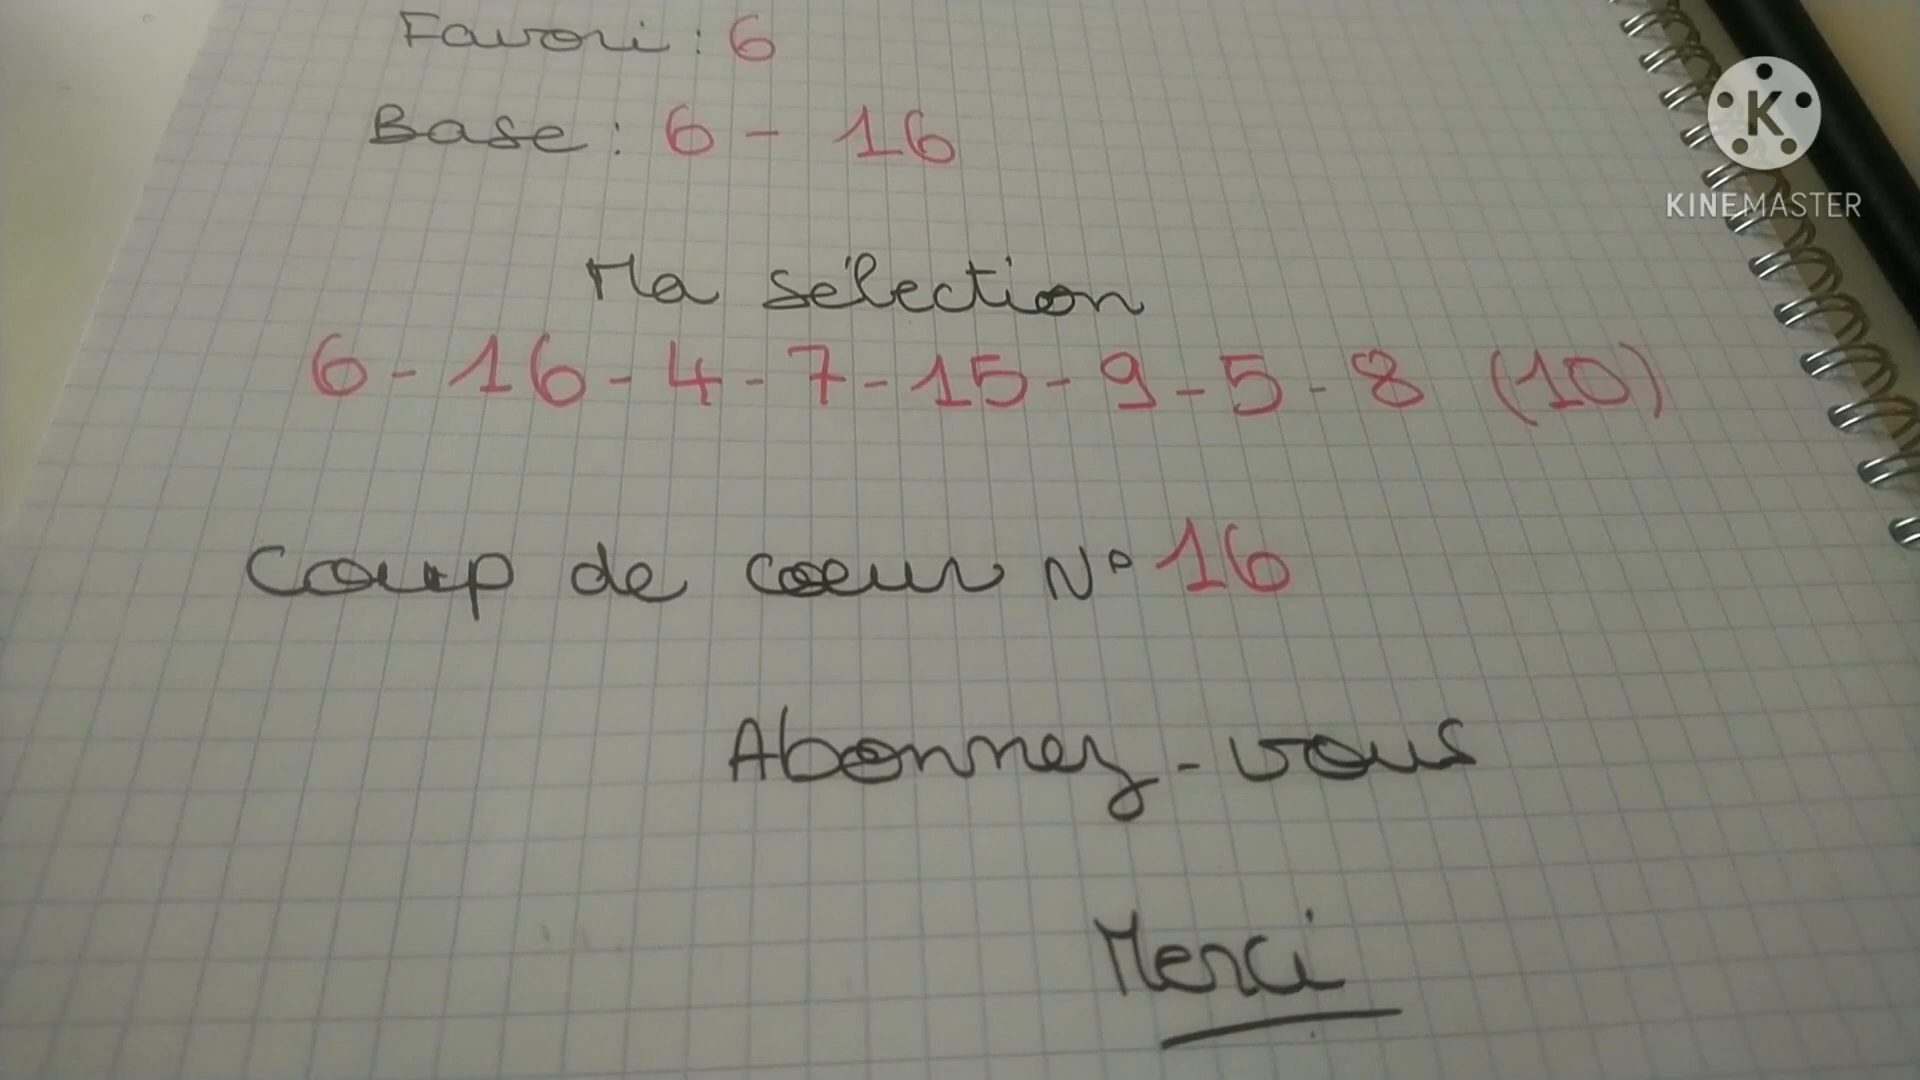 Favori : 6
Base : 6 - 16
Ma sélection
6 - 16 - 4 - 7 - 15 - 9 - 5 - 8 (10)
Coup de coeur N° 16
Abonnez-vous
Merci
K
KINEMASTER